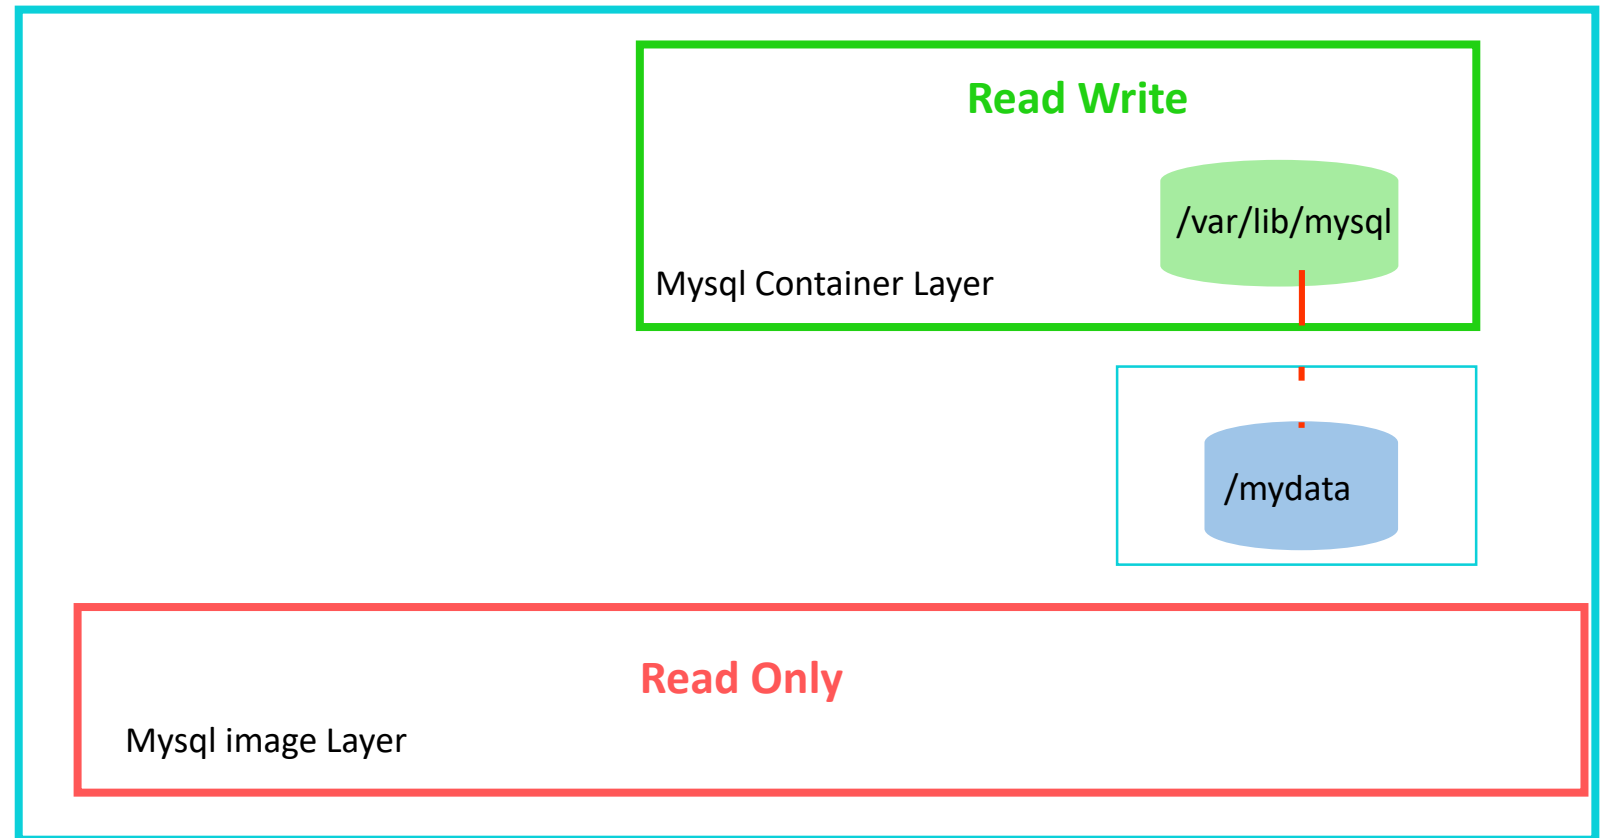 Read Write
/var/lib/mysql
Mysql Container Layer
/mydata
Read Only
Mysql image Layer